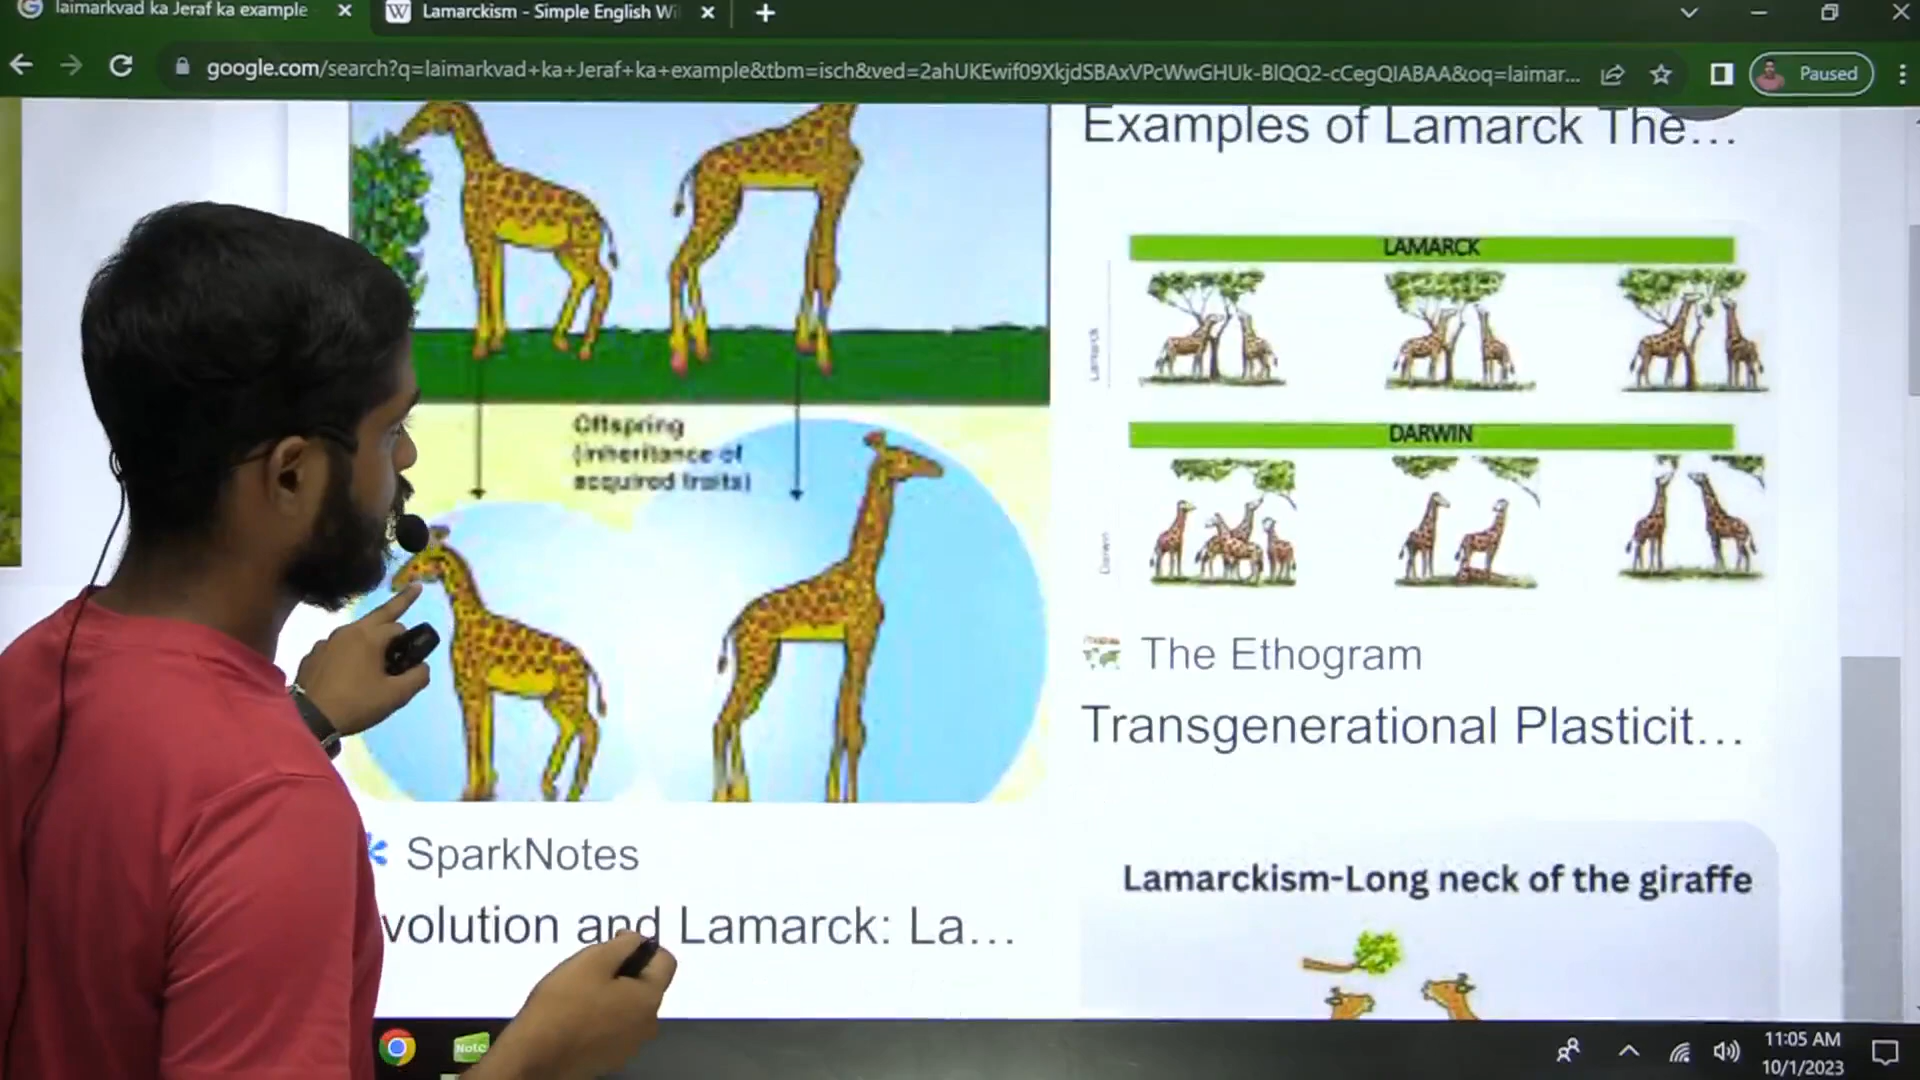 laimarkvad ka Jeraf ka example
Lamarckism - Simple English Wi
google.com/search?q=laimarkvad+ka+Jeraf+ka+example&tbm=isch&ved=2ahUKEwif09XkjdSBAxVPcWwGHUk-BIQQ2-cCegQIABAA&oq=laimar...
Paused
Examples of Lamarck The...
LAMARCK
Lamarck
DARWIN
Darwin
Offspring
(inheritance of
acquired traits)
The Ethogram
Transgenerational Plasticit...
SparkNotes
volution and Lamarck: La...
Lamarckism-Long neck of the giraffe
Note
11:05 AM
10/1/2023